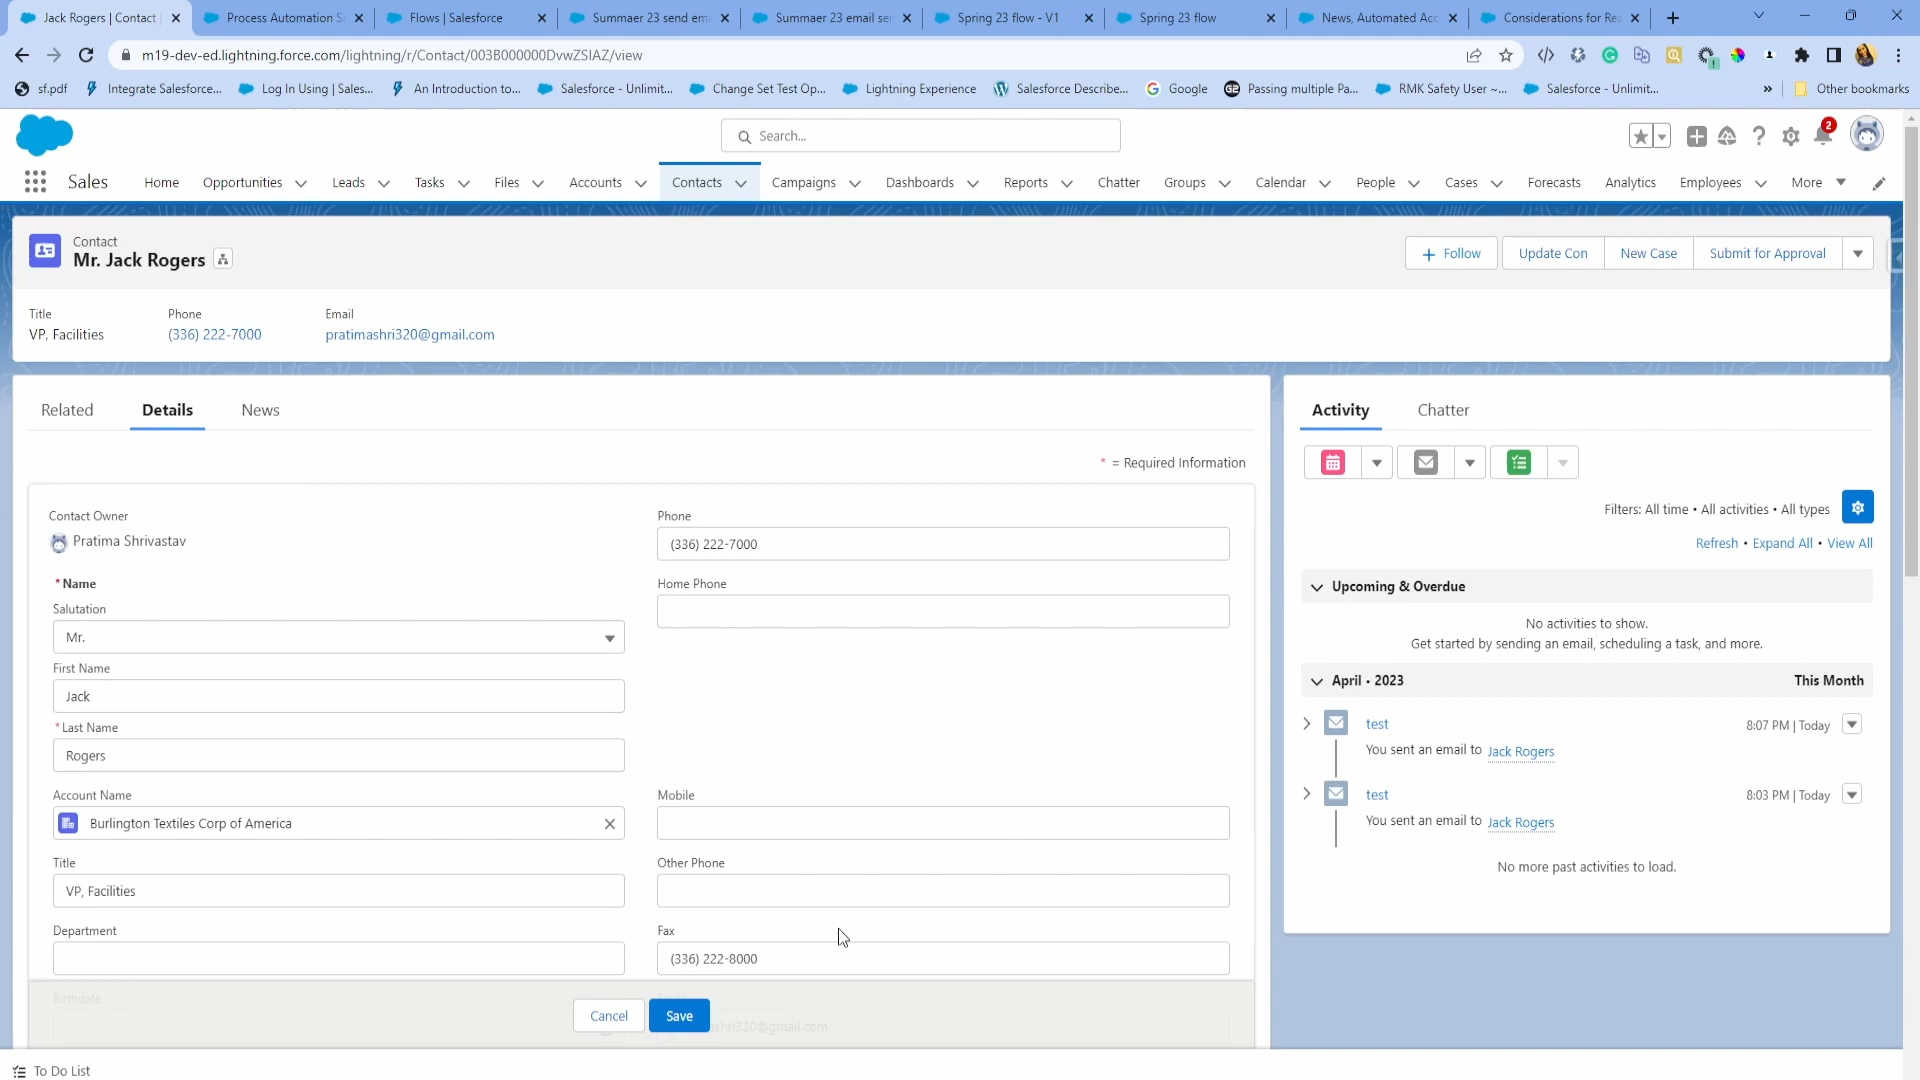 Jack Rogers | Contact
Process Automation S
Flows | Salesforce
Summaer 23 send ema
Summaer 23 email ser
Spring 23 flow - V1
Spring 23 flow
News, Automated Acc
Considerations for Rea
m19-dev-ed.lightning.force.com/lightning/r/Contact/003B000000DvwZSIAZ/view
sf.pdf
Integrate Salesforce...
Log In Using | Sales...
An Introduction to...
Salesforce - Unlimit...
Change Set Test Op...
Lightning Experience
Salesforce Describe...
Google
Passing multiple Pa...
RMK Safety User ~...
Salesforce - Unlimit...
»
Other bookmarks
Search...
2
Sales
Home
Opportunities
Leads
Tasks
Files
Accounts
Contacts
Campaigns
Dashboards
Reports
Chatter
Groups
Calendar
People
Cases
Forecasts
Analytics
Employees
More
Contact
Mr. Jack Rogers
+ Follow
Update Con
New Case
Submit for Approval
Title
Phone
Email
VP, Facilities
(336) 222-7000
pratimashri320@gmail.com
Related
Details
News
* = Required Information
Contact Owner
Pratima Shrivastav
Phone
(336) 222-7000
* Name
Home Phone
Salutation
Mr.
First Name
Jack
* Last Name
Rogers
Account Name
Burlington Textiles Corp of America
Mobile
Title
VP, Facilities
Other Phone
Department
Fax
(336) 222-8000
Birthdate
shri320@gmail.com
Cancel
Save
Activity
Chatter
Filters: All time • All activities • All types
Refresh • Expand All • View All
Upcoming & Overdue
No activities to show.
Get started by sending an email, scheduling a task, and more.
April • 2023
This Month
test
8:07 PM | Today
You sent an email to Jack Rogers
test
8:03 PM | Today
You sent an email to Jack Rogers
No more past activities to load.
To Do List